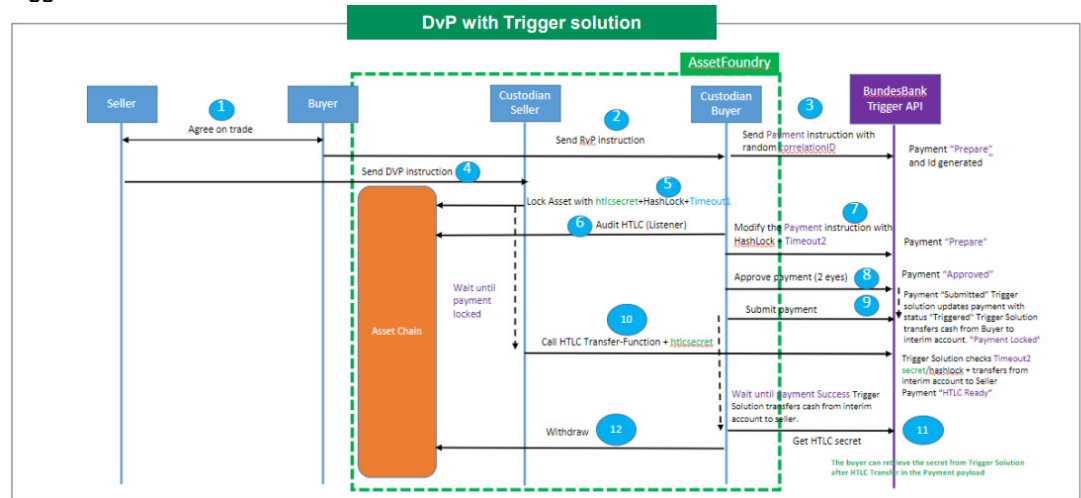 DvP with Trigger solution
AssetFoundry
Seller
Buyer
Custodian
Seller
Custodian
Buyer
BundesBank
Trigger API
1
Agree on trade
2
Send RvP instruction
3
Send Payment instruction with
random correlationID
Payment “Prepare”
and Id generated
Send DVP instruction
4
5
Lock Asset with htlcsecret+HashLock+Timeout1
6
Audit HTLC (Listener)
7
Modify the Payment instruction with
HashLock + Timeout2
Payment “Prepare”
Approve payment (2 eyes)
8
Payment “Approved”
Submit payment
9
Payment “Submitted” Trigger
solution updates payment with
status “Triggered” Trigger Solution
transfers cash from Buyer to
interim account. “Payment Locked”
Wait until
payment
locked
Asset Chain
10
Call HTLC Transfer-Function + htlcsecret
Trigger Solution checks Timeout2
secret/hashlock + transfers from
interim account to Seller
Payment “HTLC Ready”
Wait until payment Success Trigger
Solution transfers cash from interim
account to seller.
11
Get HTLC secret
Withdraw
12
The buyer can retrieve the secret from Trigger Solution
after HTLC Transfer in the Payment payload